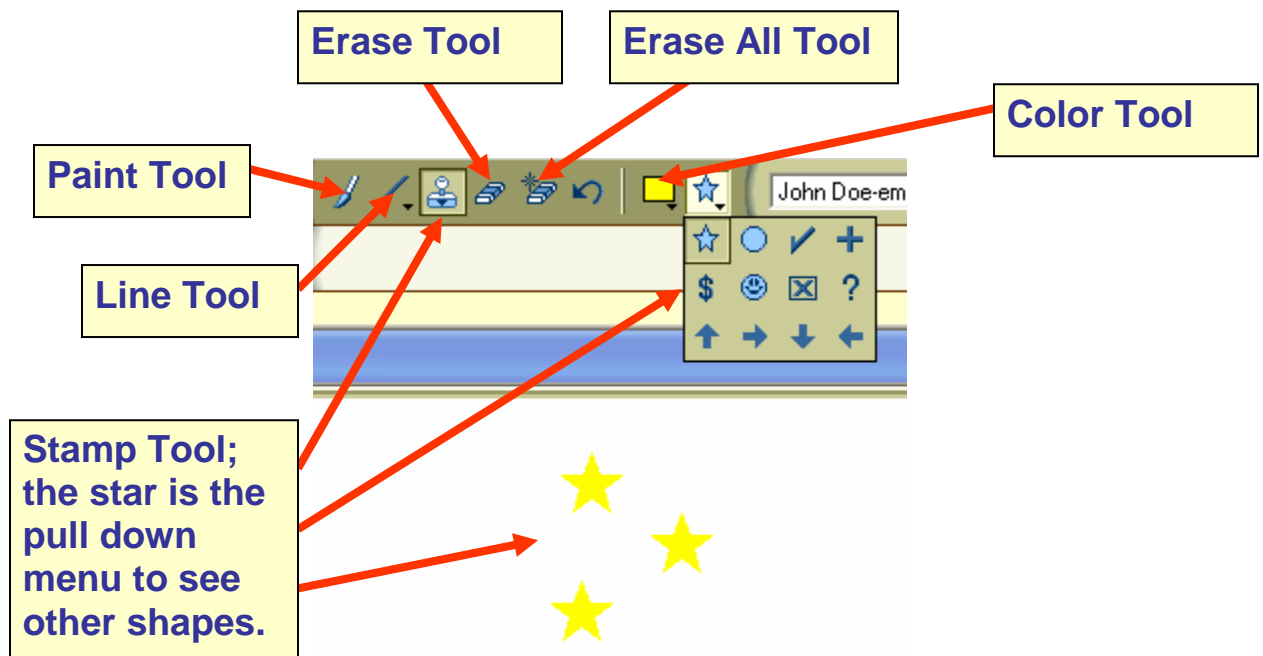 Erase Tool
Erase All Tool
Color Tool
Paint Tool
John Doe-em
Line Tool
$
?
Stamp Tool;
the star is the
pull down
menu to see
other shapes.